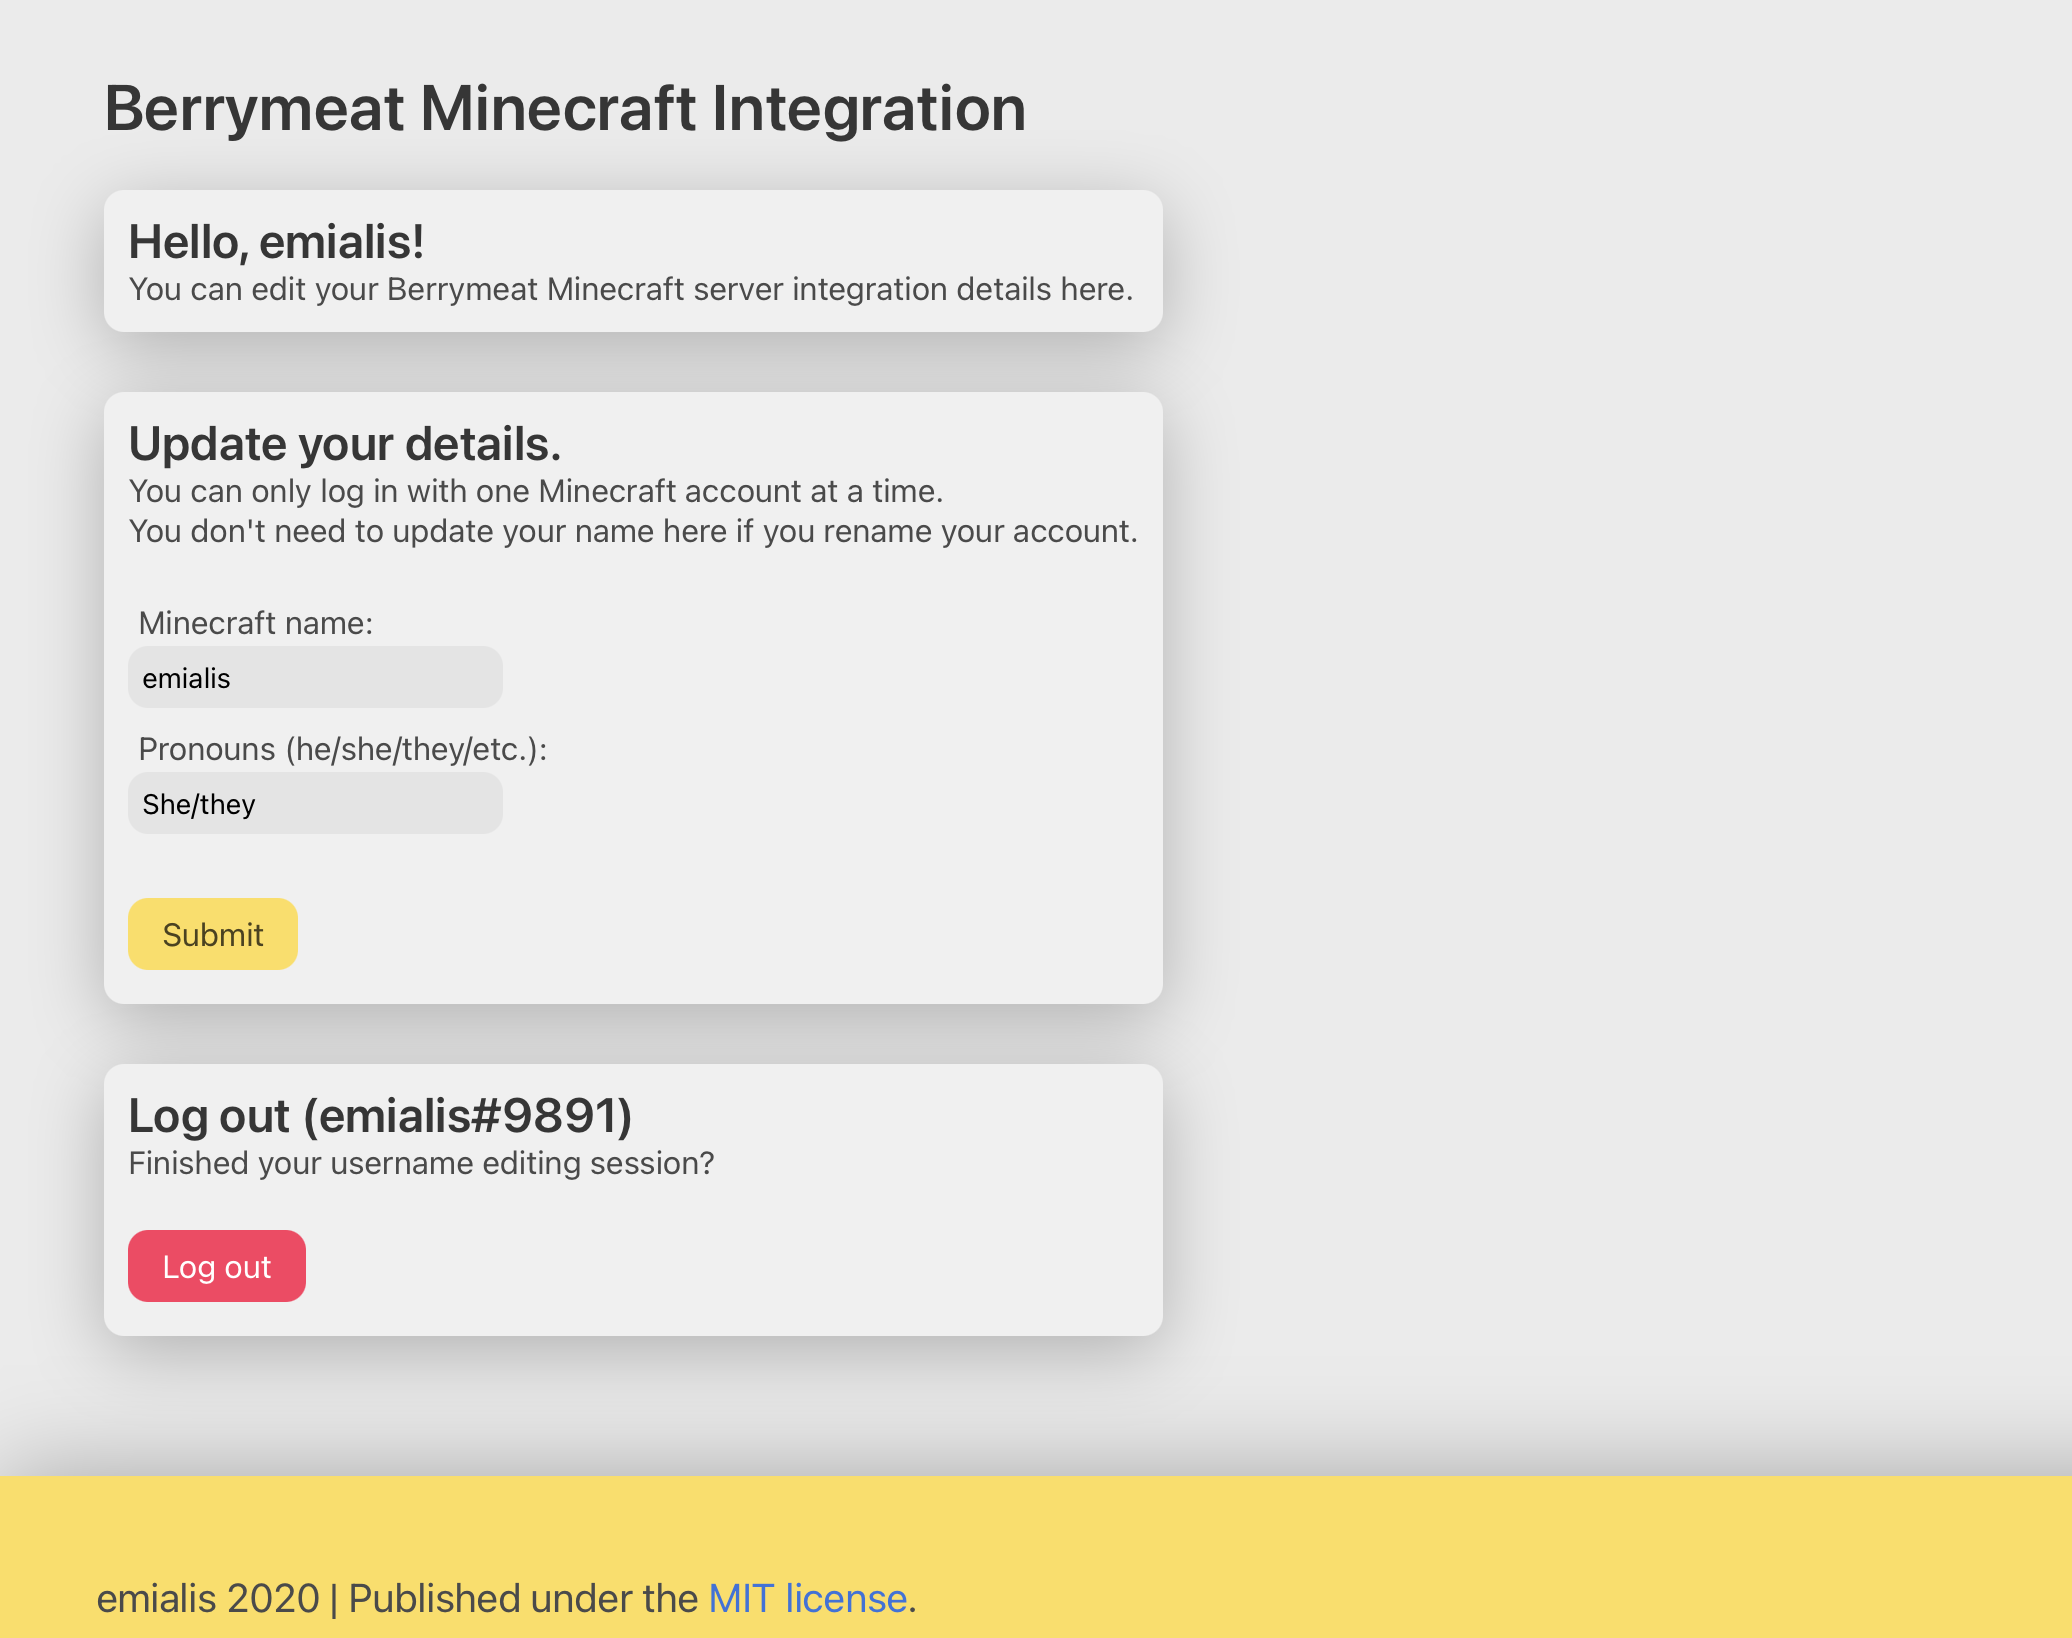 Berrymeat Minecraft Integration
Hello, emialis!
You can edit your Berrymeat Minecraft server integration details here.
Update your details.
You can only log in with one Minecraft account at a time.
You don't need to update your name here if you rename your account.
Minecraft name:
emialis
Pronouns (he/she/they/etc.):
She/they
Submit
Log out (emialis#9891)
Finished your username editing session?
Log out
emialis 2020 | Published under the MIT license.